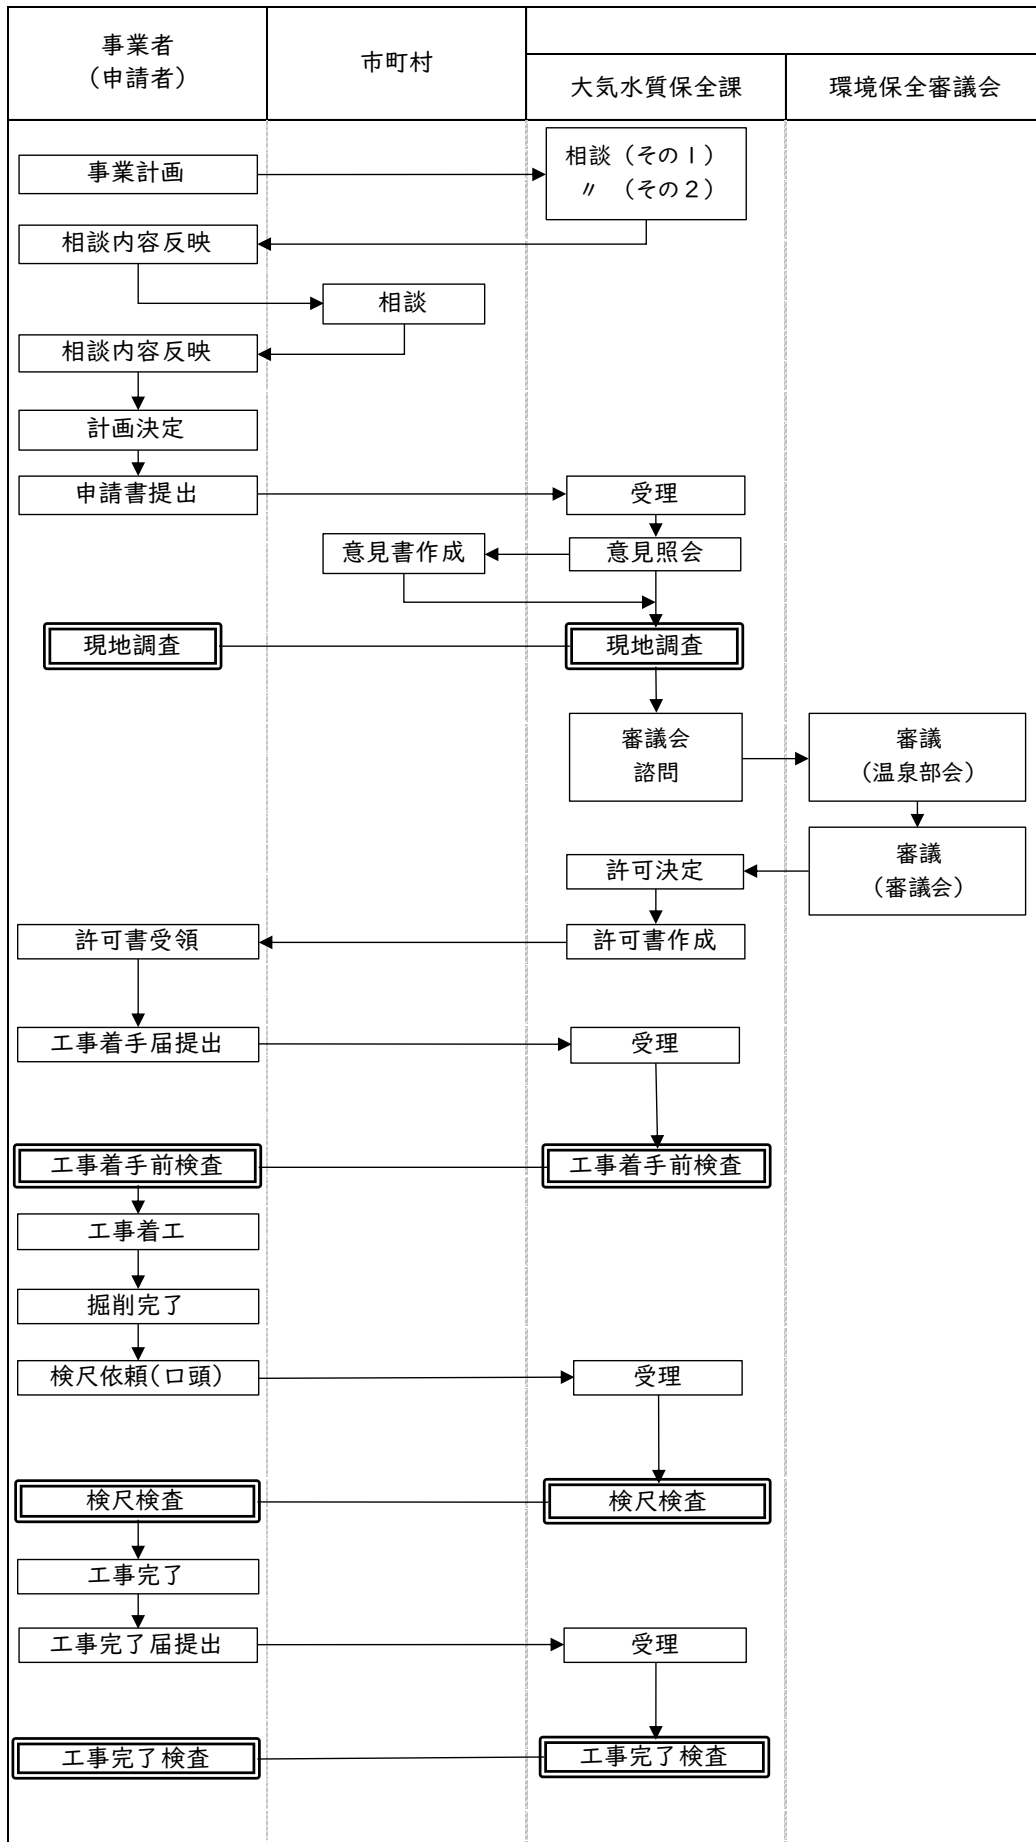 事業者
（申請者）
市町村
大気水質保全課
環境保全審議会
事業計画
相談（その１）
〃　（その２）
相談内容反映
相談
相談内容反映
計画決定
申請書提出
受理
意見書作成
意見照会
現地調査
現地調査
審議会
諮問
審議
（温泉部会）
審議
（審議会）
許可決定
許可書受領
許可書作成
工事着手届提出
受理
工事着手前検査
工事着手前検査
工事着工
掘削完了
検尺依頼(口頭)
受理
検尺検査
検尺検査
工事完了
工事完了届提出
受理
工事完了検査
工事完了検査